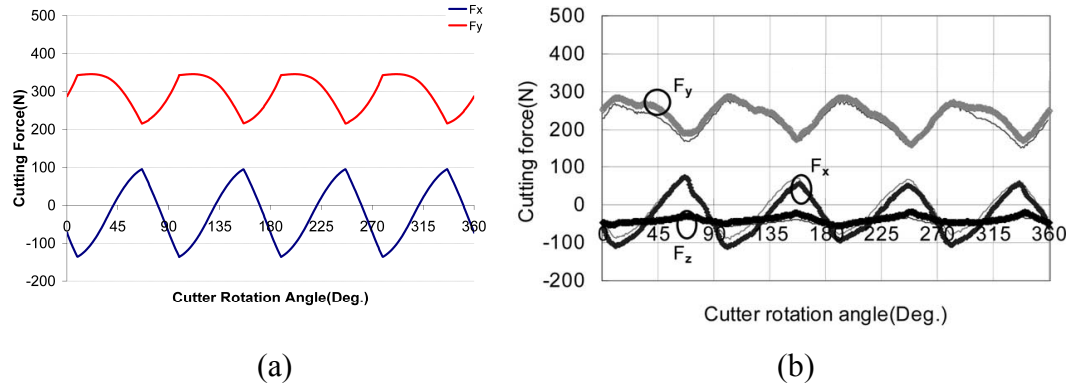 500
400
300
200
100
0
-100
-200
Cutting Force(N)
Fx
Fy
0 45 90 135 180 225 270 315 360
Cutter Rotation Angle(Deg.)
(a)
500
400
300
200
100
0
-100
-200
Cutting force(N)
Fy
Fx
Fz
0 45 90 135 180 225 270 315 360
Cutter rotation angle(Deg.)
(b)